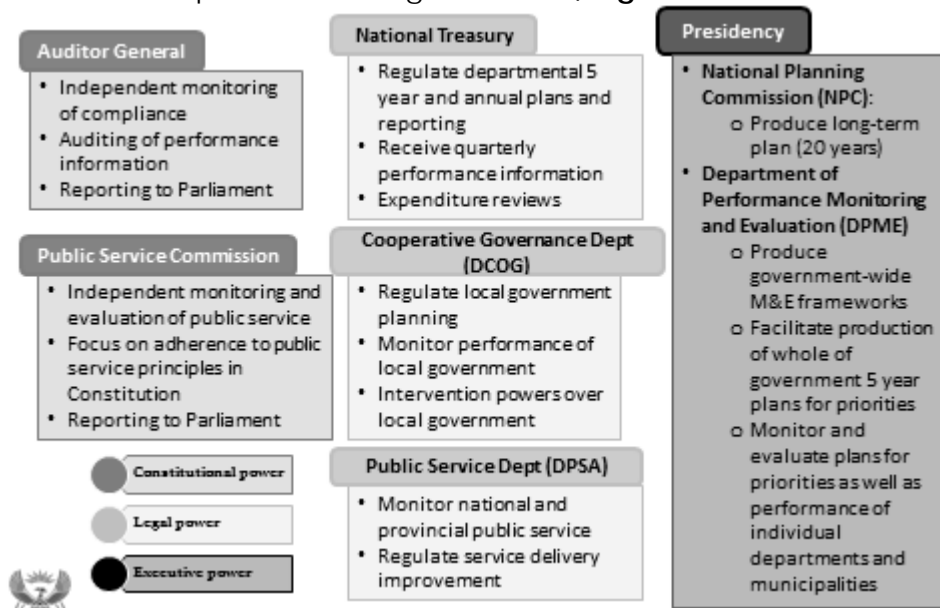 Auditor General
• Independent monitoring
of compliance
• Auditing of performance
information
• Reporting to Parliament
Public Service Commission
• Independent monitoring and
evaluation of public service
• Focus on adherence to public
service principles in
Constitution
• Reporting to Parliament
Constitutional power
Legal power
Executive power
National Treasury
• Regulate departmental 5
year and annual plans and
reporting
• Receive quarterly
performance information
• Expenditure reviews
Cooperative Governance Dept
(DCOG)
• Regulate local government
planning
• Monitor performance of
local government
• Intervention powers over
local government
Public Service Dept (DPSA)
• Monitor national and
provincial public service
• Regulate service delivery
improvement
Presidency
• National Planning
Commission (NPC):
o Produce long-term
plan (20 years)
• Department of
Performance Monitoring
and Evaluation (DPME)
o Produce
government-wide
M&E frameworks
o Facilitate production
of whole of
government 5 year
plans for priorities
o Monitor and
evaluate plans for
priorities as well as
performance of
individual
departments and
municipalities